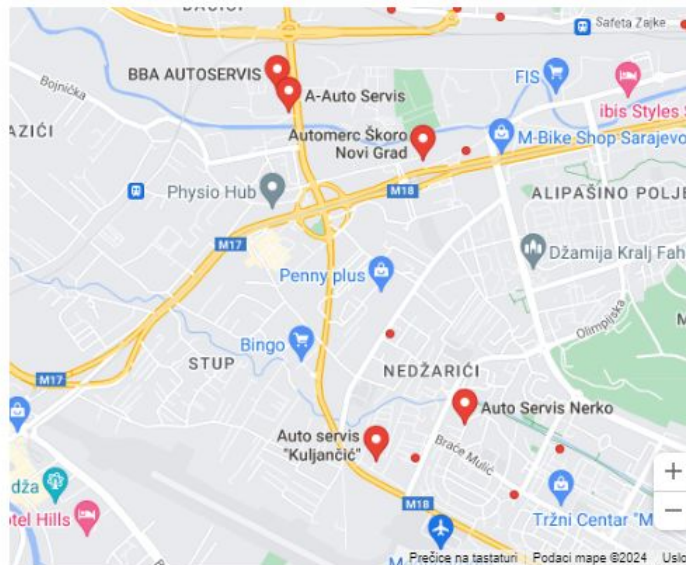 Safeta Zajke
Bojnička
BBA AUTOSERVIS
A-Auto Servis
FIS
ibis Styles S
Automerc Škoro
Novi Grad
M-Bike Shop Sarajevo
AZIĆI
Physio Hub
M18
ALIPAŠINO POLJE
M17
Džamija Kralj Fah
Penny plus
Olimpijska
M
Bingo
STUP
NEDŽARIĆI
M17
Auto Servis Nerko
Auto servis
"Kuljančić"
Braće Mulić
+
dža
tel Hills
M18
Tržni Centar "M
−
Prečice na tastaturi
Podaci mape ©2024
Uslo